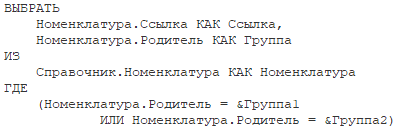 ВЫБРАТЬ
Номенклатура.Ссылка КАК Ссылка,
Номенклатура.Родитель КАК Группа
ИЗ
Справочник.Номенклатура КАК Номенклатура
ГДЕ
(Номенклатура.Родитель = &Группа1
ИЛИ Номенклатура.Родитель = &Группа2)